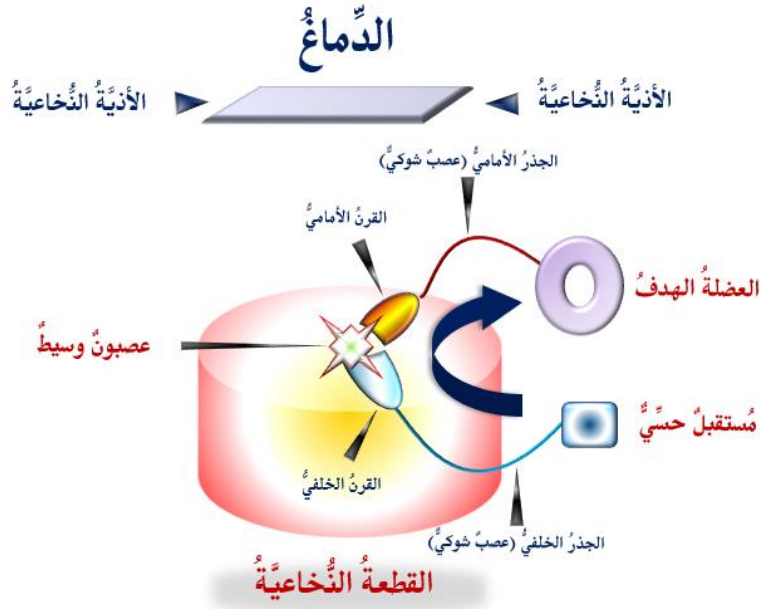 الدِّماغُ
الأذيَّةُ النُّخاعيَّةُ
الأذيَّةُ النُّخاعيَّةُ
الجذرُ الأماميُّ (عصبٌ شوكيٌّ)
القرنُ الأماميُّ
العضلةُ الهدفُ
عصبونٌ وسيطٌ
مُستقبلٌ حسِّيٌّ
القرنُ الخلفيُّ
الجذرُ الخلفيُّ (عصبٌ شوكيٌّ)
القطعةُ النُّخاعيَّةُ